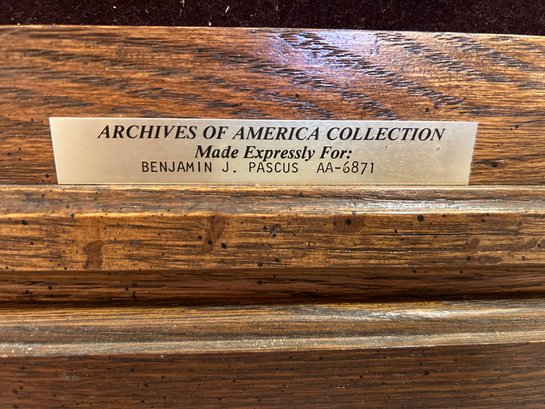 ARCHIVES OF AMERICA COLLECTION
Made Expressly For:
BENJAMIN J. PASCUS AA-6871